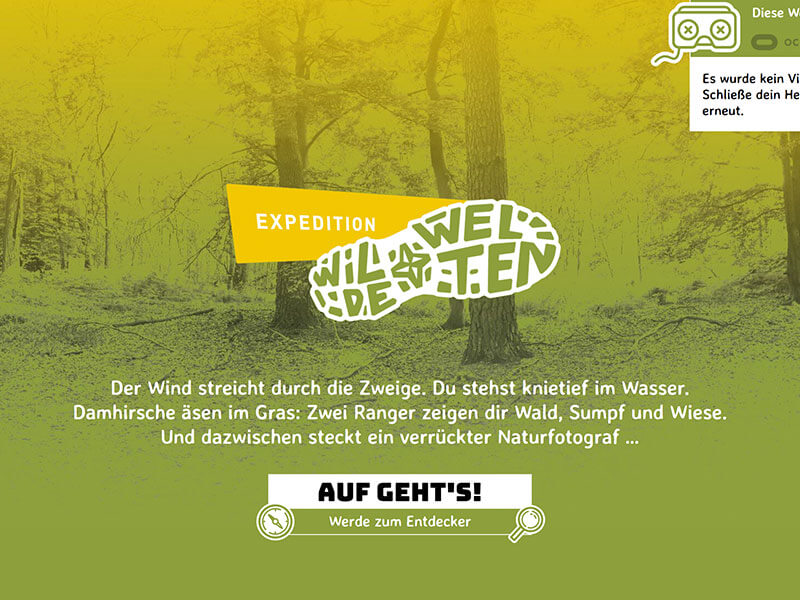 Diese We
OC
Es wurde kein Vi
Schließe dein He
erneut.
EXPEDITION
WILDE WELTEN
Der Wind streicht durch die Zweige. Du stehst knietief im Wasser.
Damhirsche äsen im Gras: Zwei Ranger zeigen dir Wald, Sumpf und Wiese.
Und dazwischen steckt ein verrückter Naturfotograf ...
AUF GEHT'S!
Werde zum Entdecker